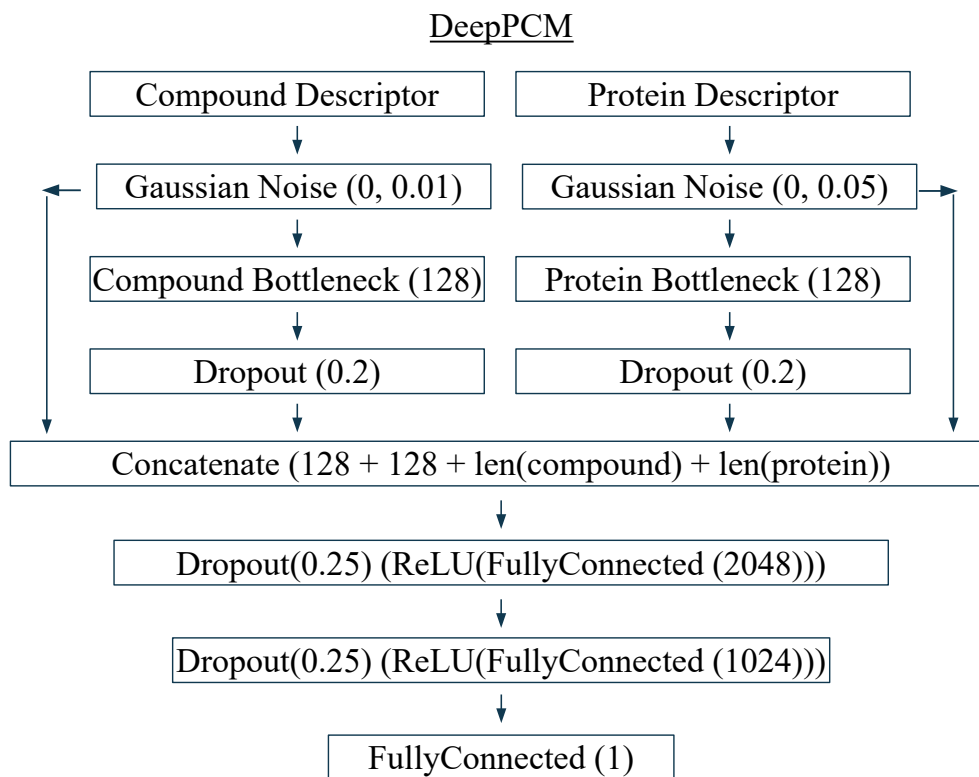 DeepPCM
Compound Descriptor
Protein Descriptor
Gaussian Noise (0, 0.01)
Gaussian Noise (0, 0.05)
Compound Bottleneck (128)
Protein Bottleneck (128)
Dropout (0.2)
Dropout (0.2)
Concatenate (128 + 128 + len(compound) + len(protein))
Dropout(0.25) (ReLU(FullyConnected (2048)))
Dropout(0.25) (ReLU(FullyConnected (1024)))
FullyConnected (1)